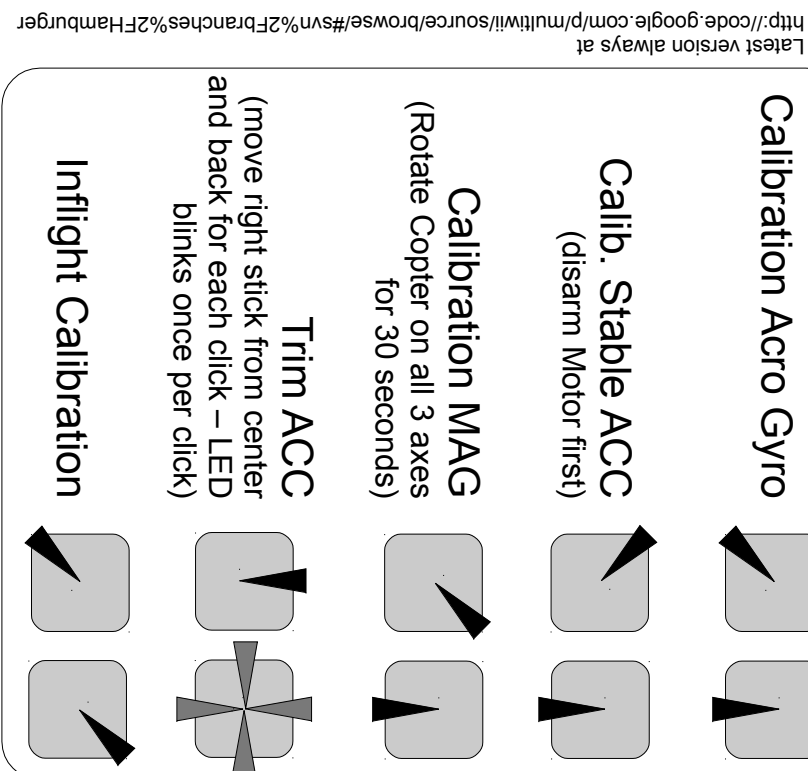 Calibration Acro Gyro
Calib. Stable ACC
(disarm Motor first)
Calibration MAG
(Rotate Copter on all 3 axes
for 30 seconds)
Trim ACC
(move right stick from center
and back for each click – LED
blinks once per click)
Inflight Calibration
Latest version always at
http://code.google.com/p/multiwii/source/browse/#svn%2Fbranches%2FHamburger